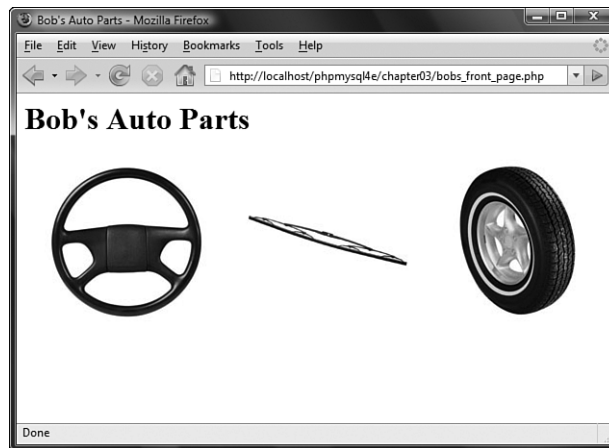 Bob's Auto Parts - Mozilla Firefox
File Edit View History Bookmarks Tools Help
http://localhost/phpmysql4e/chapter03/bobs_front_page.php
Bob's Auto Parts
Done